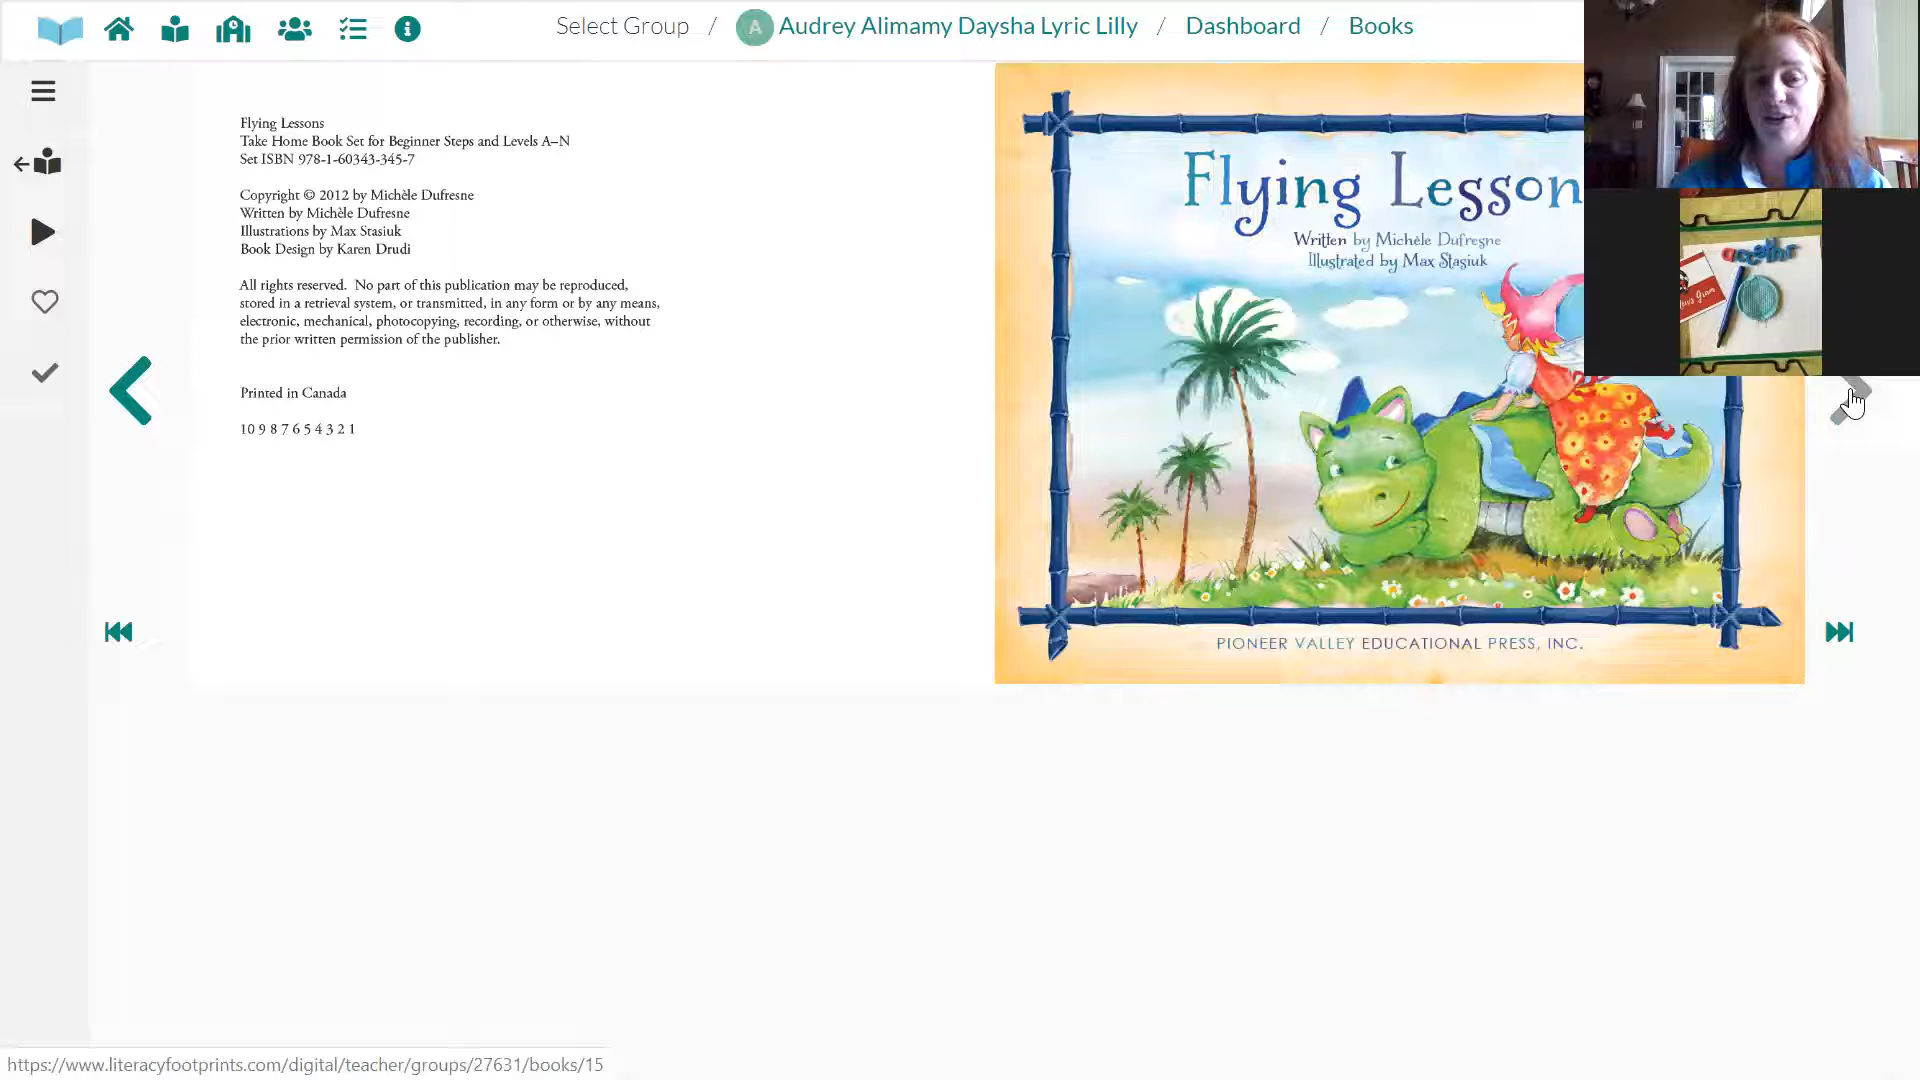 Select Group / A Audrey Alimamy Daysha Lyric Lilly / Dashboard / Books
Flying Lessons
Take Home Book Set for Beginner Steps and Levels A–N
Set ISBN 978-1-60343-345-7
Copyright © 2012 by Michèle Dufresne
Written by Michèle Dufresne
Illustrations by Max Stasiuk
Book Design by Karen Drudi
All rights reserved. No part of this publication may be reproduced,
stored in a retrieval system, or transmitted, in any form or by any means,
electronic, mechanical, photocopying, recording, or otherwise, without
the prior written permission of the publisher.
Printed in Canada
10 9 8 7 6 5 4 3 2 1
Flying Lesson
Written by Michèle Dufresne
Illustrated by Max Stasiuk
PIONEER VALLEY EDUCATIONAL PRESS, INC.
https://www.literacyfootprints.com/digital/teacher/groups/27631/books/15